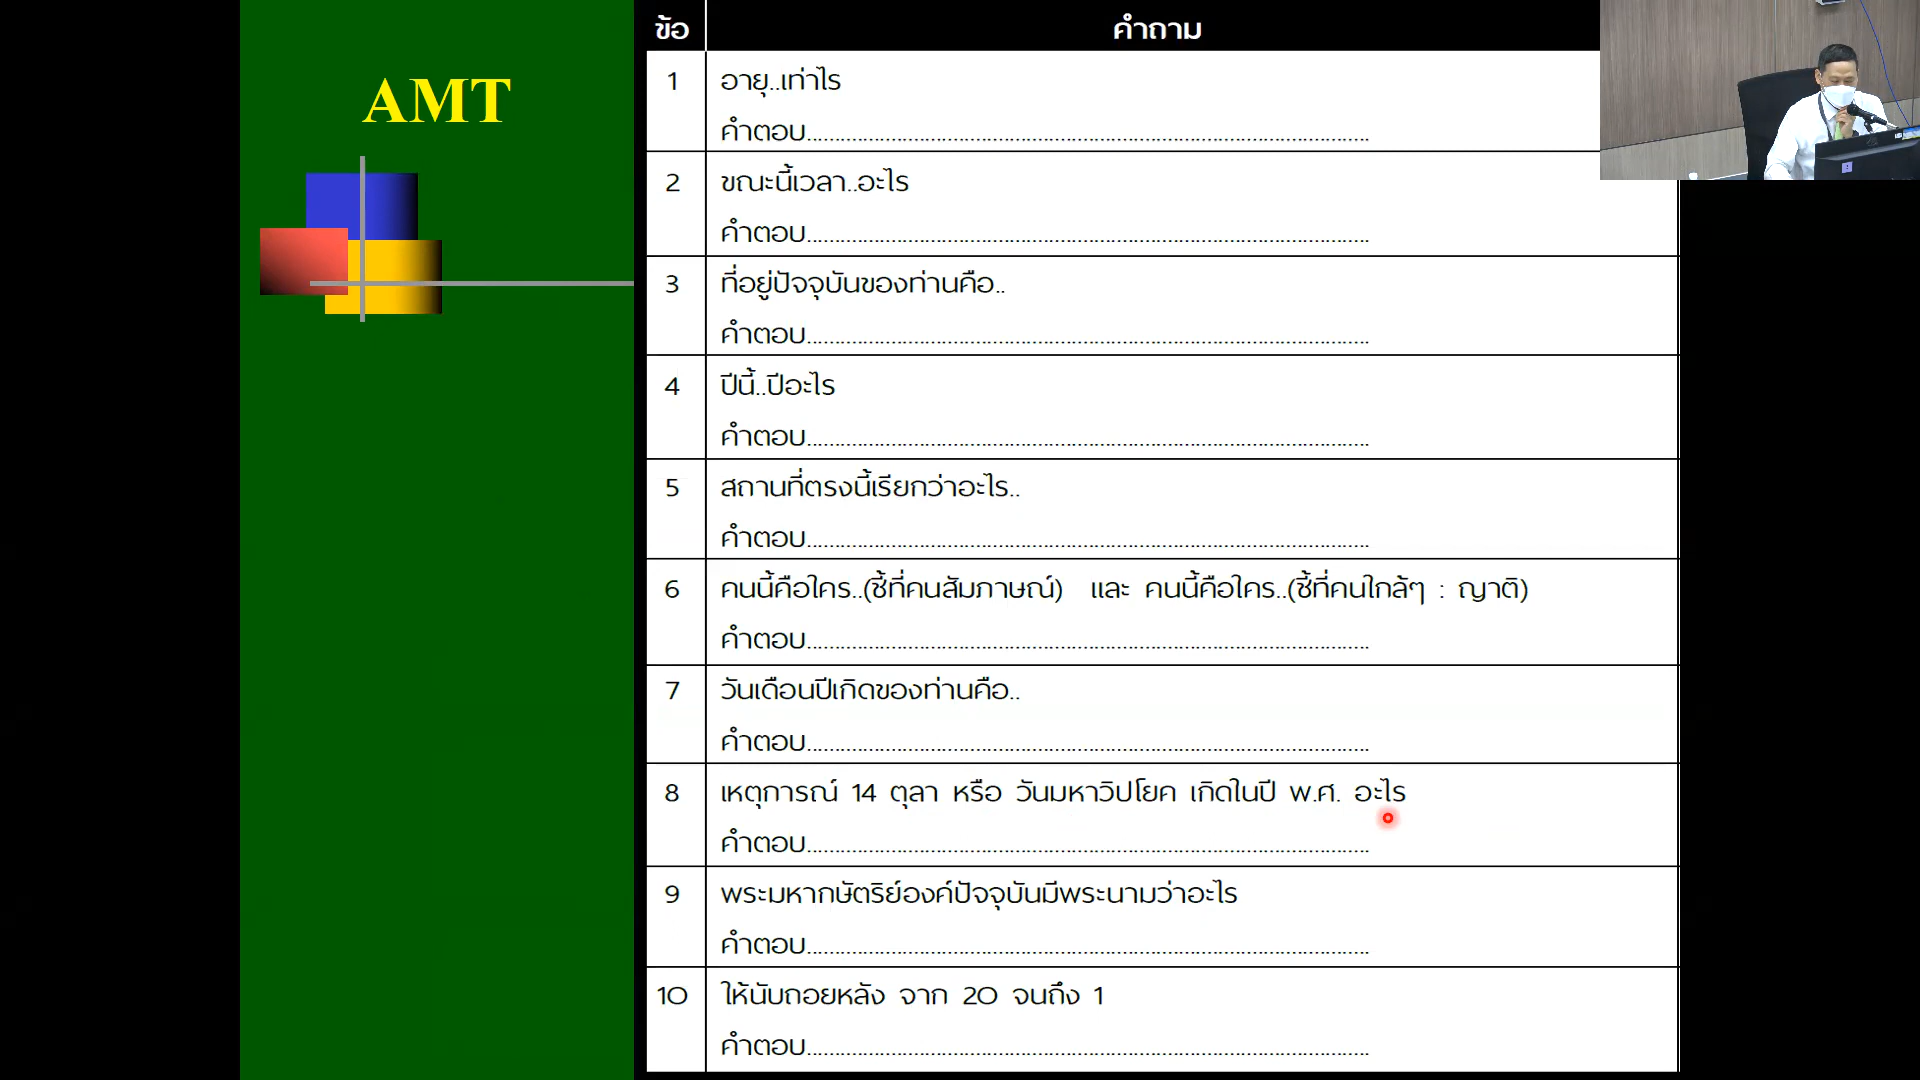 AMT
ข้อ คำถาม
1 อายุ..เท่าไร
คำตอบ..........................................................................................................
2 ขณะนี้เวลา..อะไร
คำตอบ..........................................................................................................
3 ที่อยู่ปัจจุบันของท่านคือ..
คำตอบ..........................................................................................................
4 ปีนี้..ปีอะไร
คำตอบ..........................................................................................................
5 สถานที่ตรงนี้เรียกว่าอะไร..
คำตอบ..........................................................................................................
6 คนนี้คือใคร..(ชี้ที่คนสัมภาษณ์) และ คนนี้คือใคร..(ชี้ที่คนใกล้ๆ : ญาติ)
คำตอบ..........................................................................................................
7 วันเดือนปีเกิดของท่านคือ..
คำตอบ..........................................................................................................
8 เหตุการณ์ 14 ตุลา หรือ วันมหาวิปโยค เกิดในปี พ.ศ. อะไร
คำตอบ..........................................................................................................
9 พระมหากษัตริย์องค์ปัจจุบันมีพระนามว่าอะไร
คำตอบ..........................................................................................................
10 ให้นับถอยหลัง จาก 20 จนถึง 1
คำตอบ..........................................................................................................